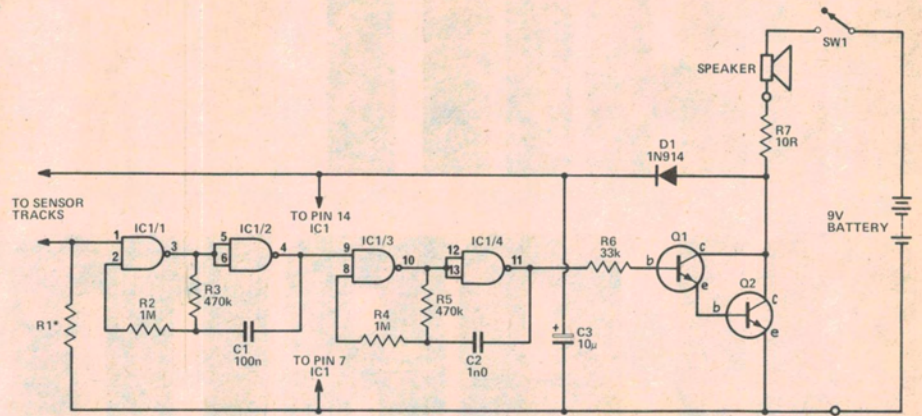 SW1
SPEAKER
R7
10R
D1
1N914
9V
BATTERY
TO SENSOR
TRACKS
TO PIN 14
IC1
1
2
IC1/1
3
5
6
IC1/2
4
9
8
IC1/3
10
12
13
IC1/4
11
R6
33k
Q1
b
c
e
Q2
b
c
e
R1*
R2
1M
R3
470k
C1
100n
R4
1M
R5
470k
C2
1n0
+
C3
10μ
TO PIN 7
IC1